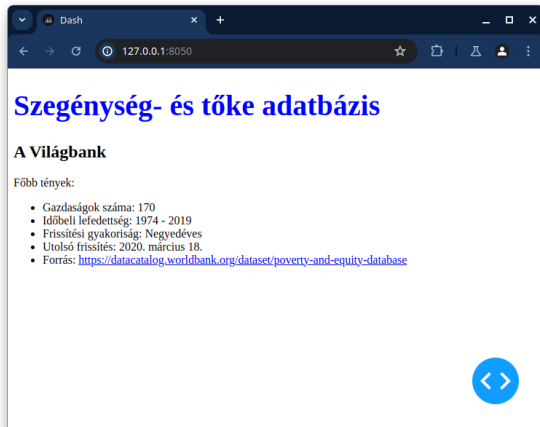 Dash
127.0.0.1:8050
Szegénység- és tőke adatbázis
A Világbank
Főbb tények:
Gazdaságok száma: 170
Időbeli lefedettség: 1974 - 2019
Frissítési gyakoriság: Negyedéves
Utolsó frissítés: 2020. március 18.
Forrás: https://datacatalog.worldbank.org/dataset/poverty-and-equity-database